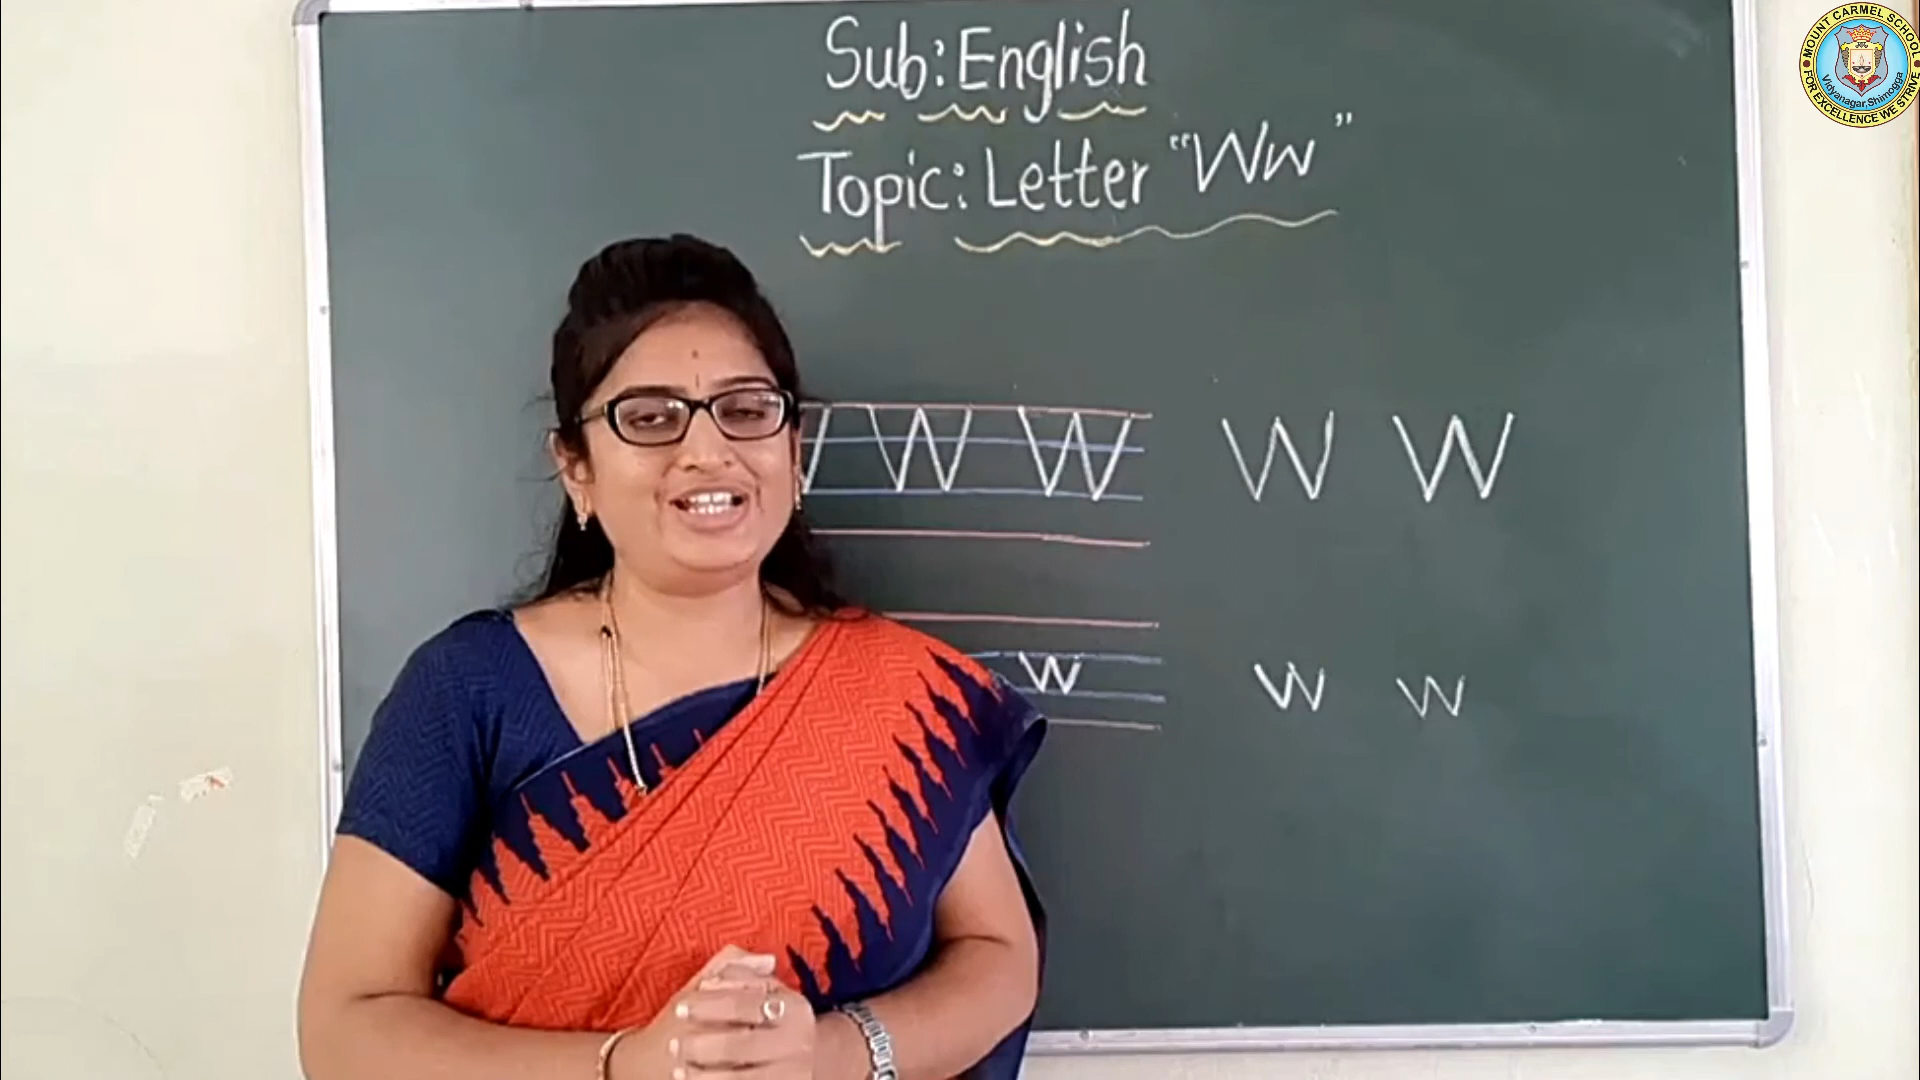 MOUNT CARMEL SCHOOL
Vidyanagar, Shimogga
FOR EXCELLENCE WE STRIVE
Sub: English
Topic: Letter "Ww"
W W W W
w w w